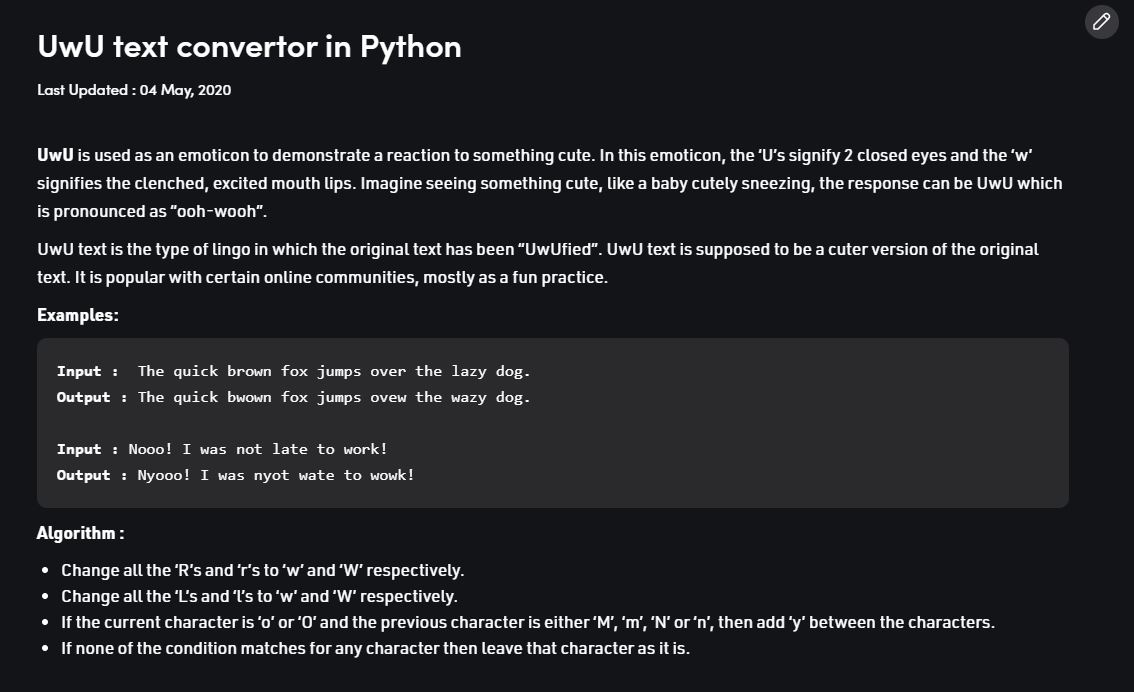 UwU text convertor in Python
Last Updated : 04 May, 2020
UwU is used as an emoticon to demonstrate a reaction to something cute. In this emoticon, the ‘U’s signify 2 closed eyes and the ‘w’
signifies the clenched, excited mouth lips. Imagine seeing something cute, like a baby cutely sneezing, the response can be UwU which
is pronounced as “ooh-wooh”.
UwU text is the type of lingo in which the original text has been “UwUfied”. UwU text is supposed to be a cuter version of the original
text. It is popular with certain online communities, mostly as a fun practice.
Examples:
Input :  The quick brown fox jumps over the lazy dog.
Output : The quick bwown fox jumps ovew the wazy dog.
Input : Nooo! I was not late to work!
Output : Nyooo! I was nyot wate to wowk!
Algorithm :
• Change all the ‘R’s and ‘r’s to ‘w’ and ‘W’ respectively.
• Change all the ‘L’s and ‘l’s to ‘w’ and ‘W’ respectively.
• If the current character is ‘o’ or ‘O’ and the previous character is either ‘M’, ‘m’, ‘N’ or ‘n’, then add ‘y’ between the characters.
• If none of the condition matches for any character then leave that character as it is.